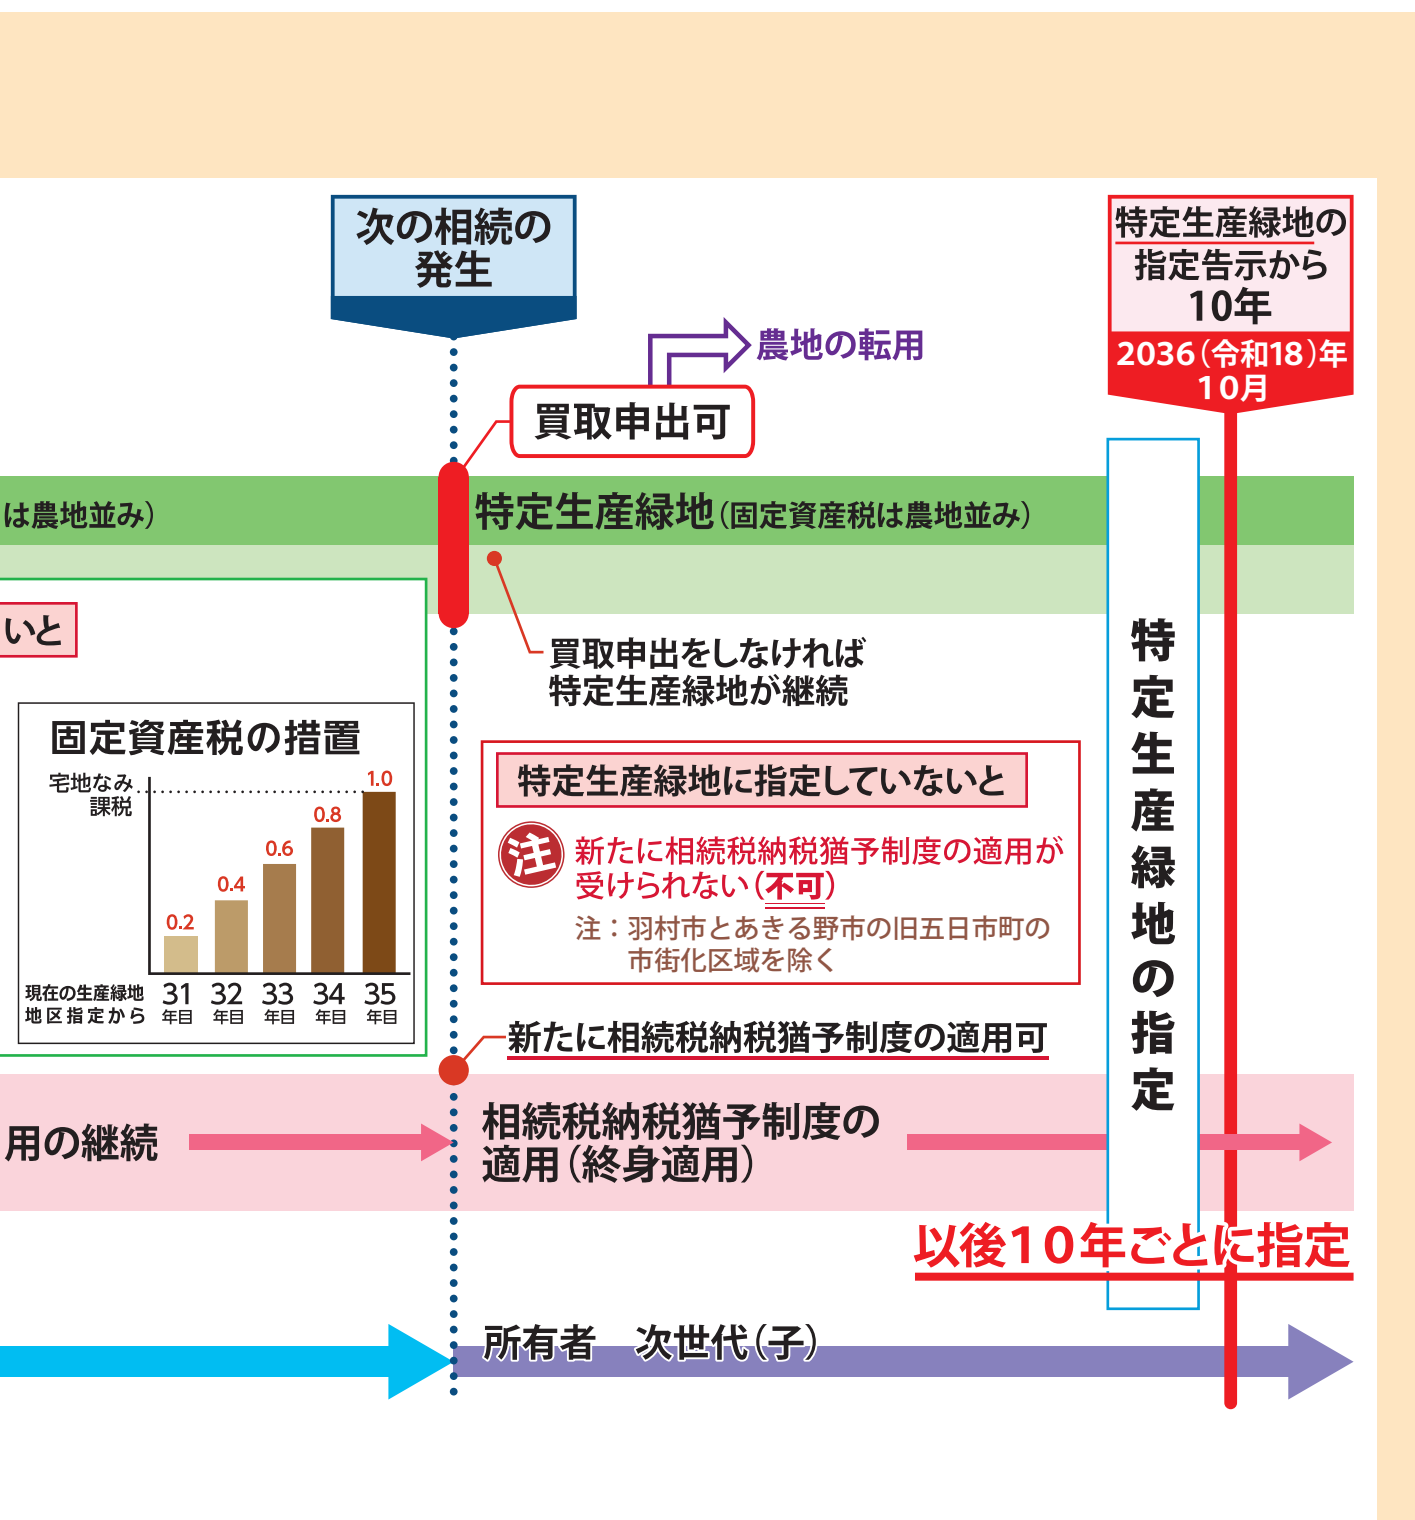 次の相続の
発生
特定生産緑地の
指定告示から
10年
2036（令和18）年
10月
農地の転用
買取申出可
は農地並み）
特定生産緑地（固定資産税は農地並み）
いと
買取申出をしなければ
特定生産緑地が継続
固定資産税の措置
宅地なみ
課税
0.2
0.4
0.6
0.8
1.0
現在の生産緑地
地区指定から
31
年目
32
年目
33
年目
34
年目
35
年目
特定生産緑地に指定していないと
注
新たに相続税納税猶予制度の適用が
受けられない（不可）
注：羽村市とあきる野市の旧五日市町の
市街化区域を除く
新たに相続税納税猶予制度の適用可
特定生産緑地の指定
用の継続
相続税納税猶予制度の
適用（終身適用）
以後10年ごとに指定
所有者　次世代（子）